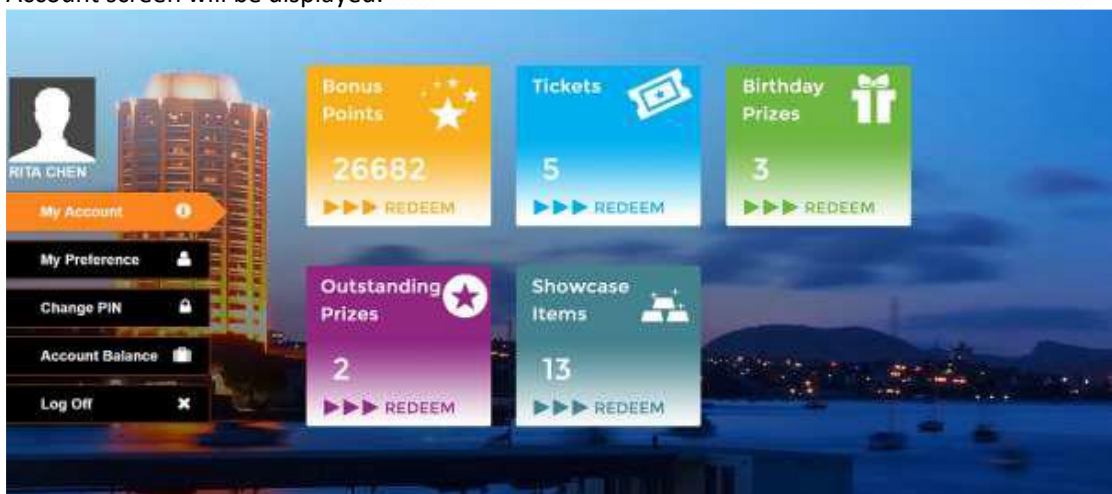 Account screen will be displayed.
RITA CHEN
My Account
My Preference
Change PIN
Account Balance
Log Off
Bonus
Points
26682
REDEEM
Tickets
5
REDEEM
Birthday
Prizes
3
REDEEM
Outstanding
Prizes
2
REDEEM
Showcase
Items
13
REDEEM